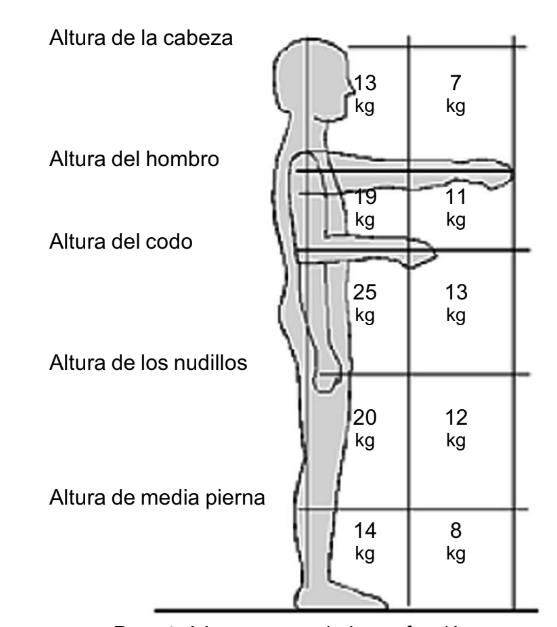 Altura de la cabeza
13 7
kg kg
Altura del hombro
19 11
kg kg
Altura del codo
25 13
kg kg
Altura de los nudillos
20 12
kg kg
Altura de media pierna
14 8
kg kg